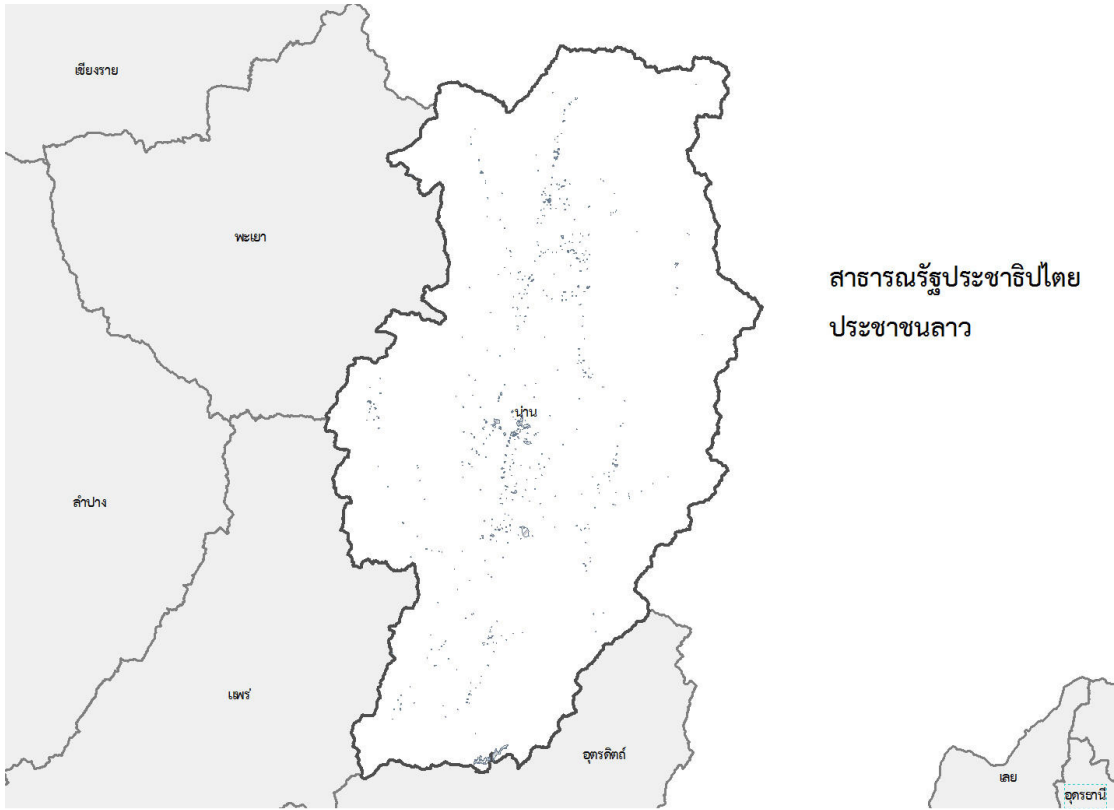 เชียงราย
พะเยา
สาธารณรัฐประชาธิปไตย
ประชาชนลาว
น่าน
ลำปาง
แพร่
อุตรดิตถ์
เลย
อุดรธานี